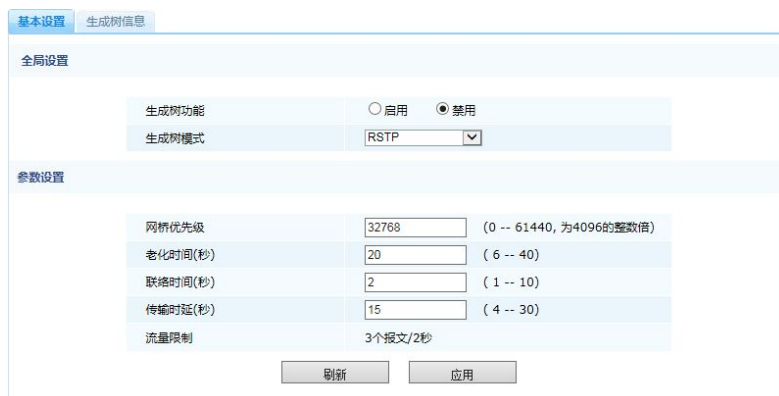 基本设置 生成树信息
全局设置
生成树功能 启用 禁用
生成树模式 RSTP
参数设置
网桥优先级 32768 (0 -- 61440, 为4096的整数倍)
老化时间(秒) 20 ( 6 -- 40)
联络时间(秒) 2 ( 1 -- 10)
传输时延(秒) 15 ( 4 -- 30)
流量限制 3个报文/2秒
刷新 应用